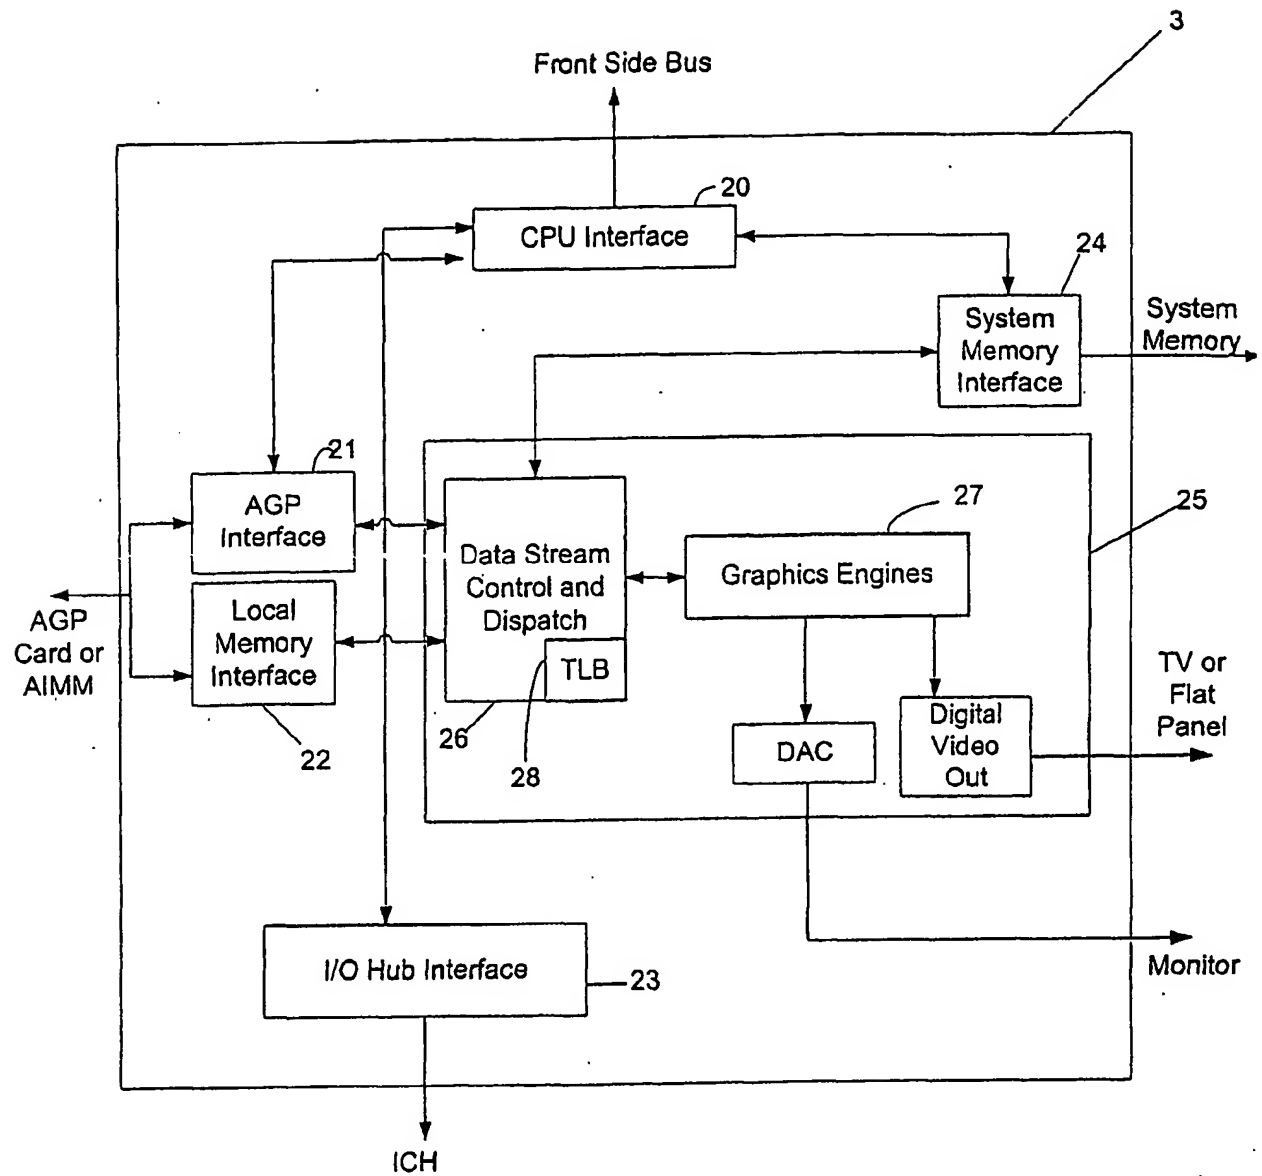 3
Front Side Bus
20
CPU Interface
24
System
Memory
Interface
System
Memory
21
AGP
Interface
27
25
Data Stream
Control and
Dispatch
Graphics Engines
AGP
Card or
AIMM
Local
Memory
Interface
TLB
TV or
Flat
Panel
22
26
28
DAC
Digital
Video
Out
I/O Hub Interface
23
Monitor
ICH